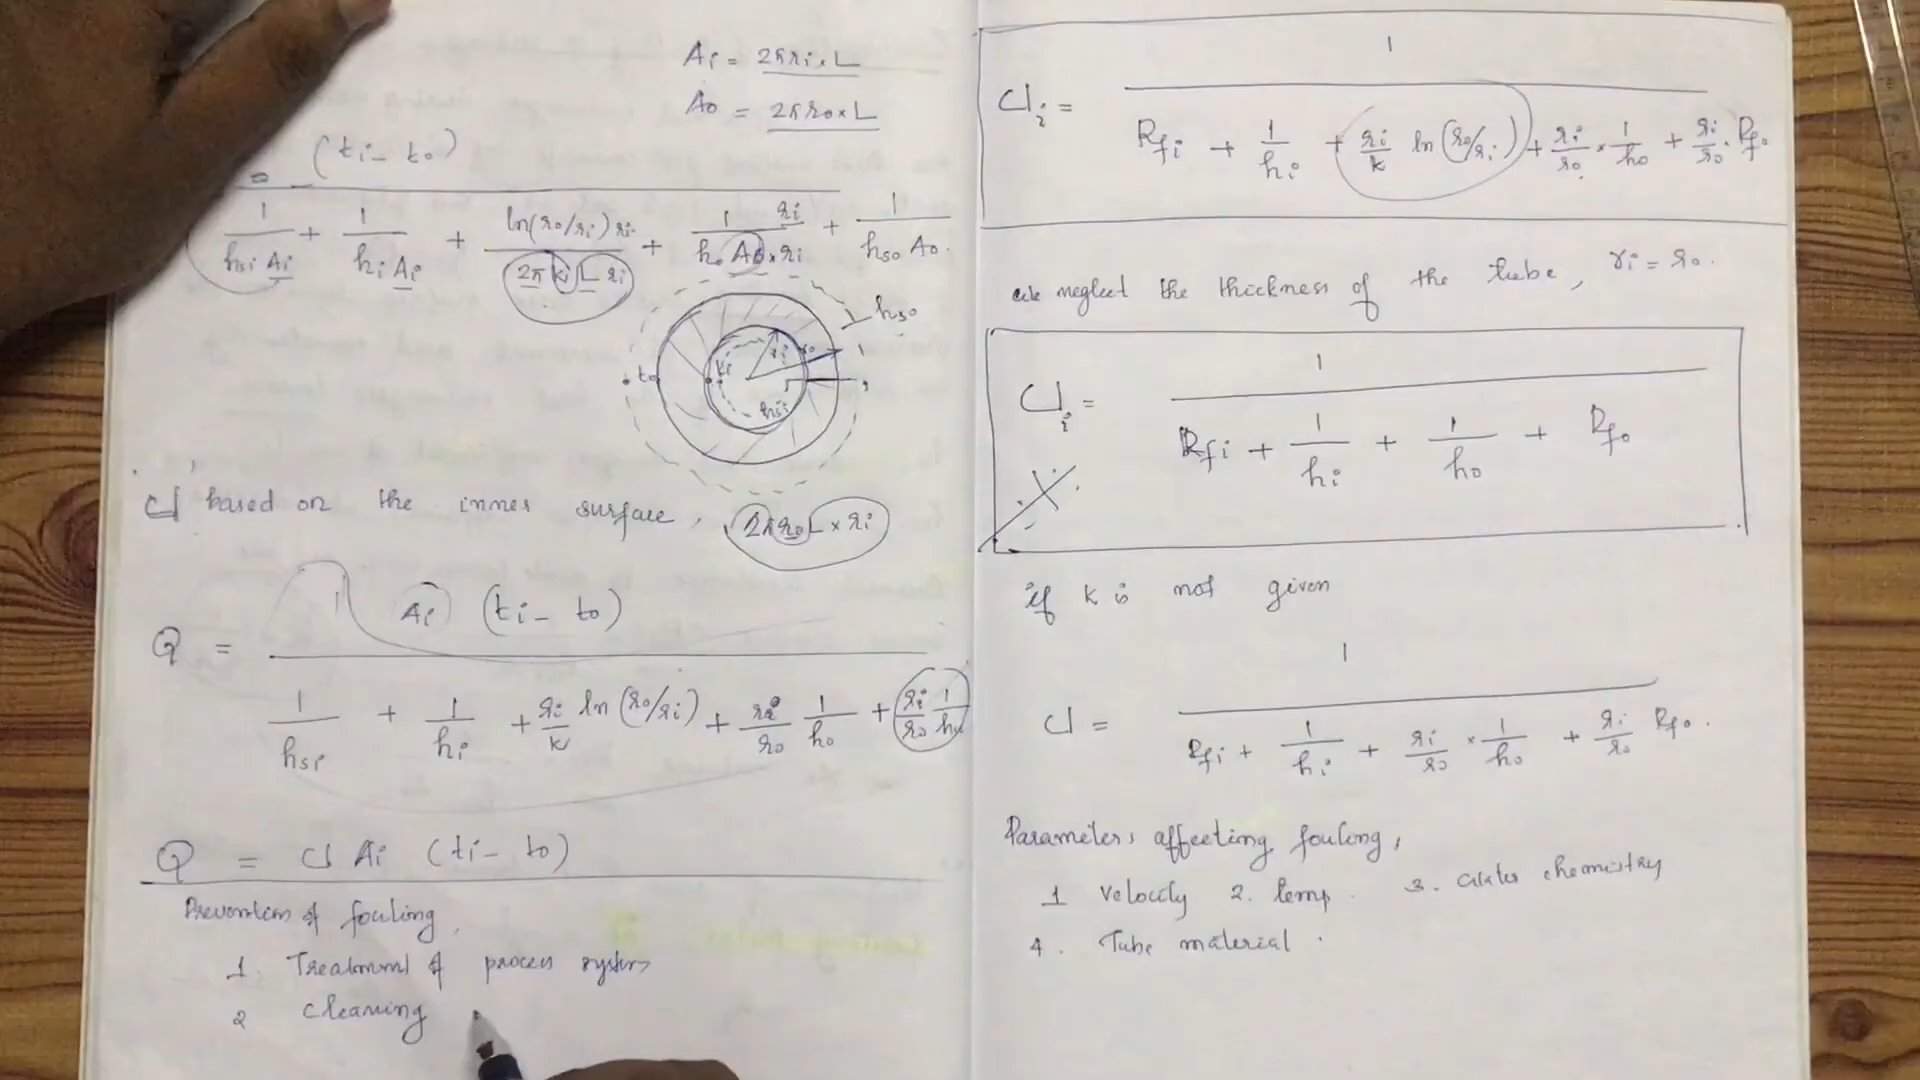 Ai = 2πri × L
Ao = 2πro × L
(ti - to)
1/(hsi Ai) + 1/(hi Ai) + ln(ro/ri) ri/(2π k L ri) + 1 ri/(ho Ao × ri) + 1/(hso Ao).
hso
to ti ri ro
hsi
U based on the inner surface, 2πroL × ri
Q = Ai (ti - to) / (1/hsi + 1/hi + ri/k ln(ro/ri) + ri/ro 1/ho + ri/ro 1/hso)
Q = U Ai (ti - to)
Prevention of fouling,
1 Treatment of process system
2 cleaning
Ui = 1 / (Rfi + 1/hi + ri/k ln(ro/ri) + ri/ro × 1/ho + ri/ro . Rfo)
we neglect the thickness of the tube, ri = ro.
Ui = 1 / (Rfi + 1/hi + 1/ho + Rfo)
if k is not given
U = 1 / (Rfi + 1/hi + ri/ro × 1/ho + ri/ro Rfo.)
Parameters affecting fouling,
1 Velocity 2. temp. 3. Water chemistry
4. Tube material.